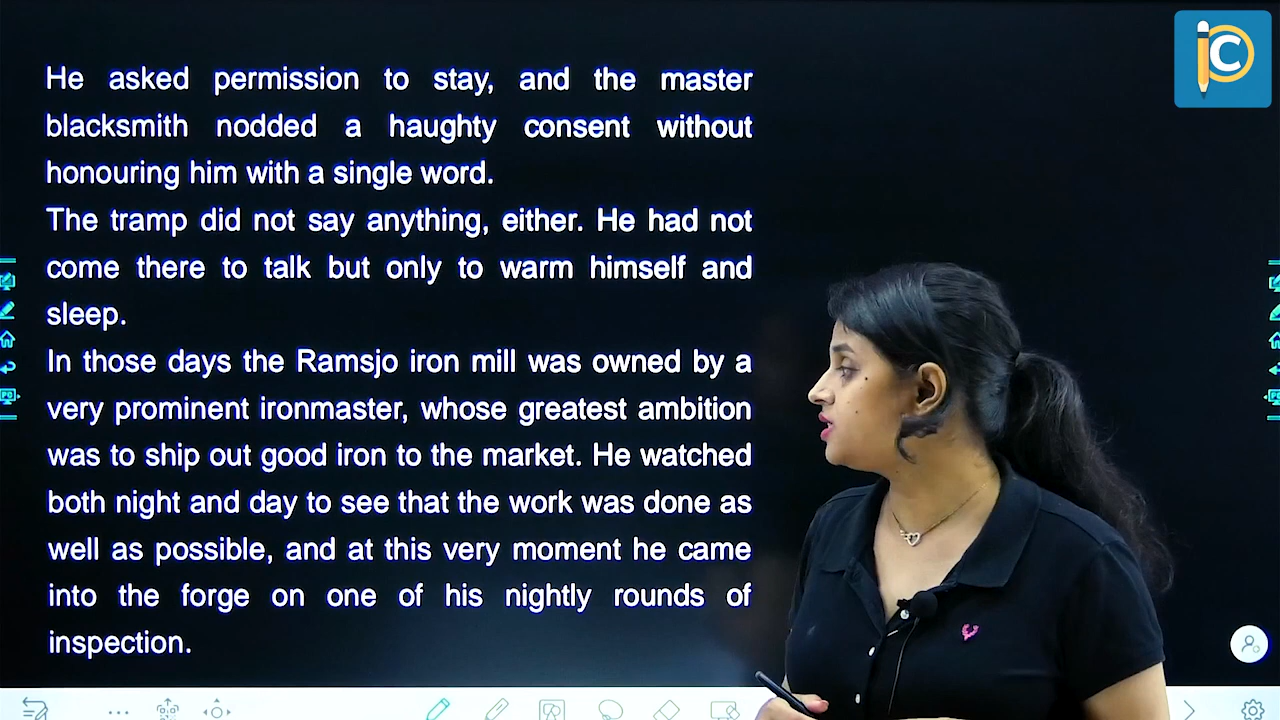 He asked permission to stay, and the master
blacksmith nodded a haughty consent without
honouring him with a single word.
The tramp did not say anything, either. He had not
come there to talk but only to warm himself and
sleep.
In those days the Ramsjo iron mill was owned by a
very prominent ironmaster, whose greatest ambition
was to ship out good iron to the market. He watched
both night and day to see that the work was done as
well as possible, and at this very moment he came
into the forge on one of his nightly rounds of
inspection.